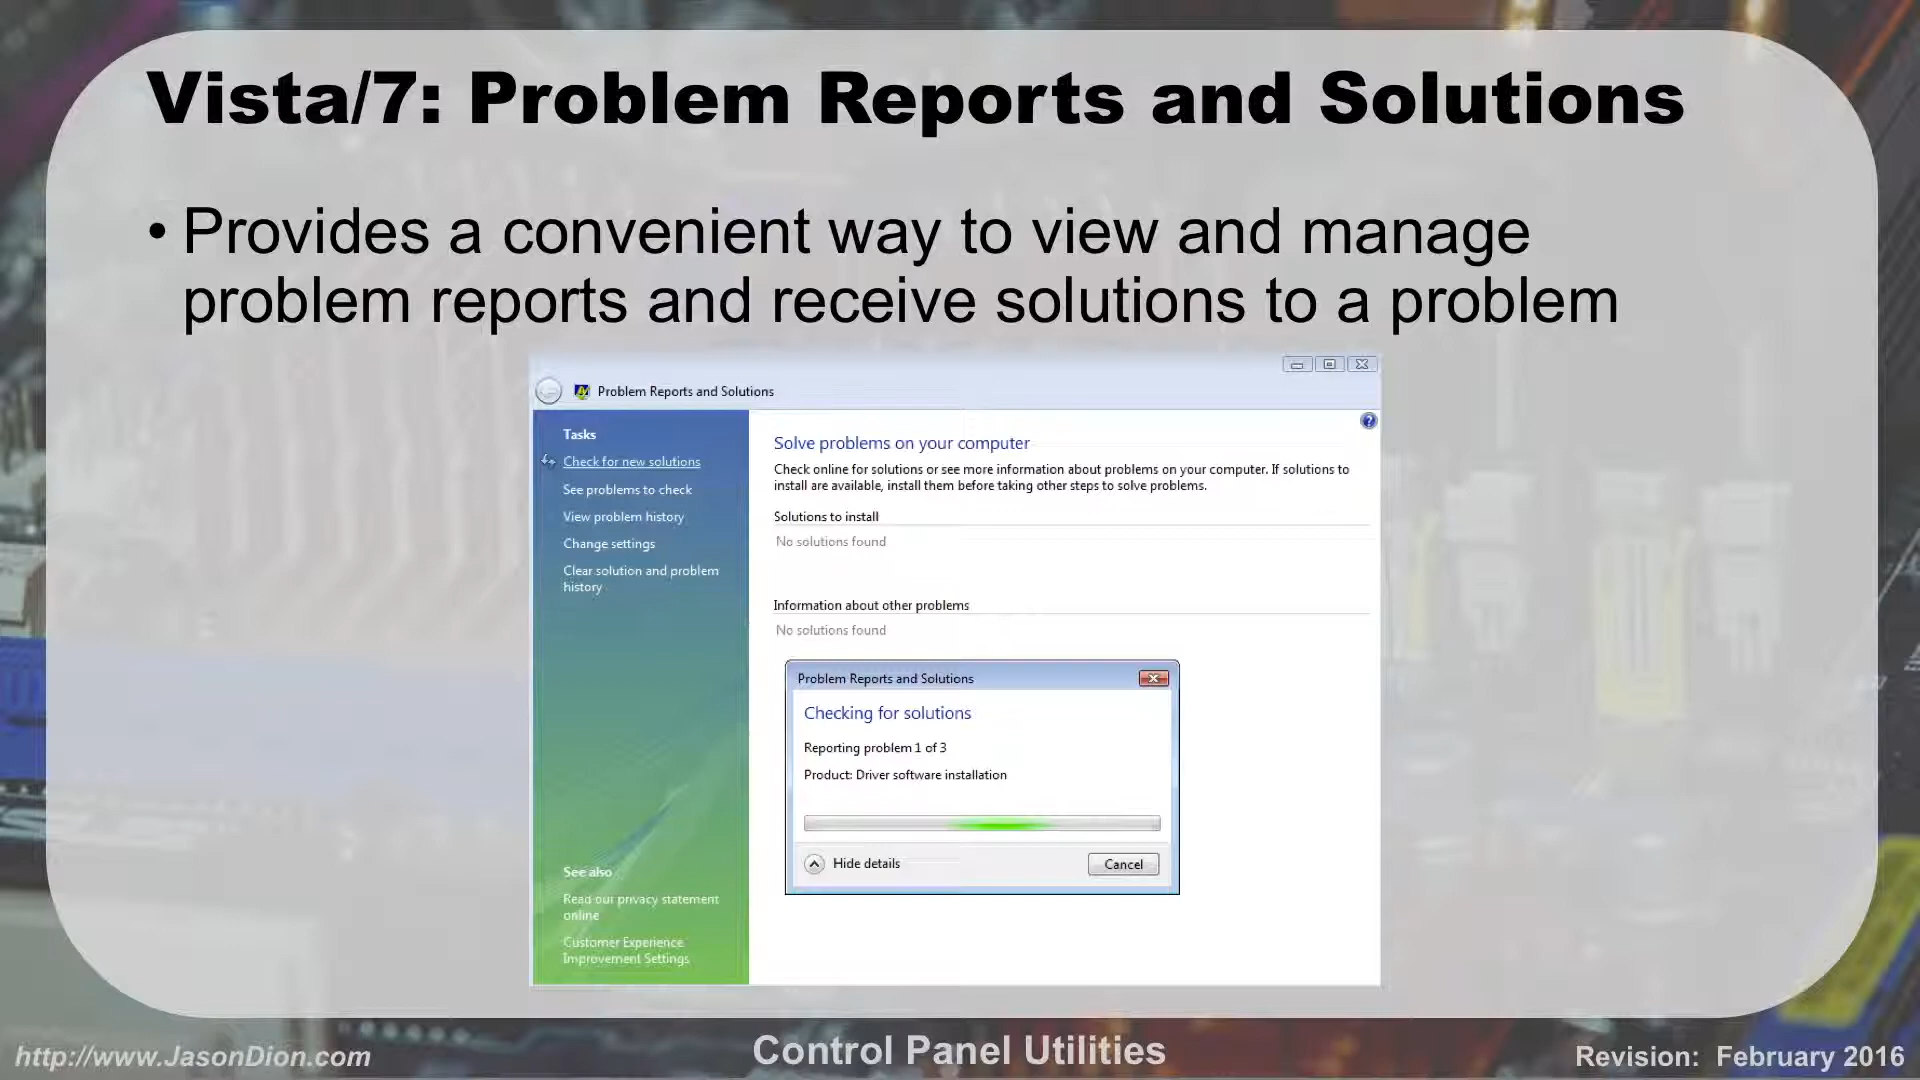 Vista/7: Problem Reports and Solutions
• Provides a convenient way to view and manage
problem reports and receive solutions to a problem
Problem Reports and Solutions
Tasks
Check for new solutions
See problems to check
View problem history
Change settings
Clear solution and problem
history
See also
Read our privacy statement
online
Customer Experience
Improvement Settings
Solve problems on your computer
Check online for solutions or see more information about problems on your computer. If solutions to
install are available, install them before taking other steps to solve problems.
Solutions to install
No solutions found
Information about other problems
No solutions found
Problem Reports and Solutions
Checking for solutions
Reporting problem 1 of 3
Product: Driver software installation
Hide details
Cancel
http://www.JasonDion.com
Control Panel Utilities
Revision: February 2016